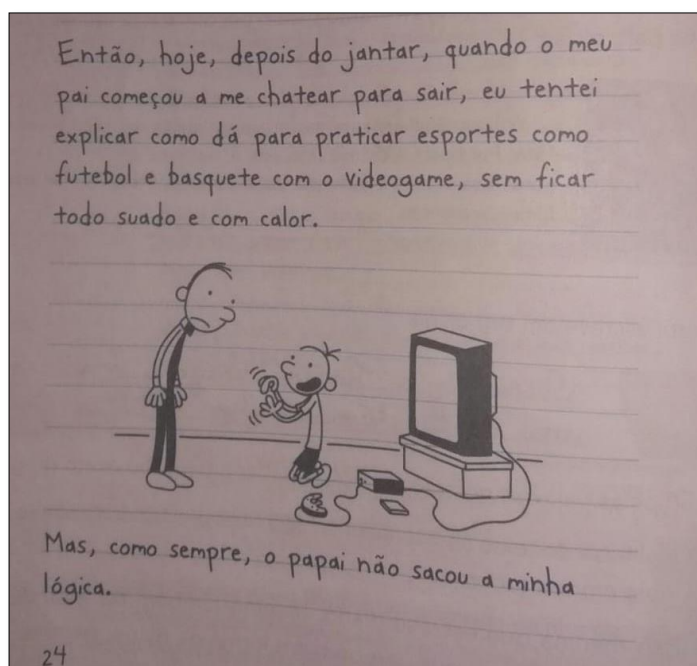 Então, hoje, depois do jantar, quando o meu
pai começou a me chatear para sair, eu tentei
explicar como dá para praticar esportes como
futebol e basquete com o videogame, sem ficar
todo suado e com calor.
Mas, como sempre, o papai não sacou a minha
lógica.
24